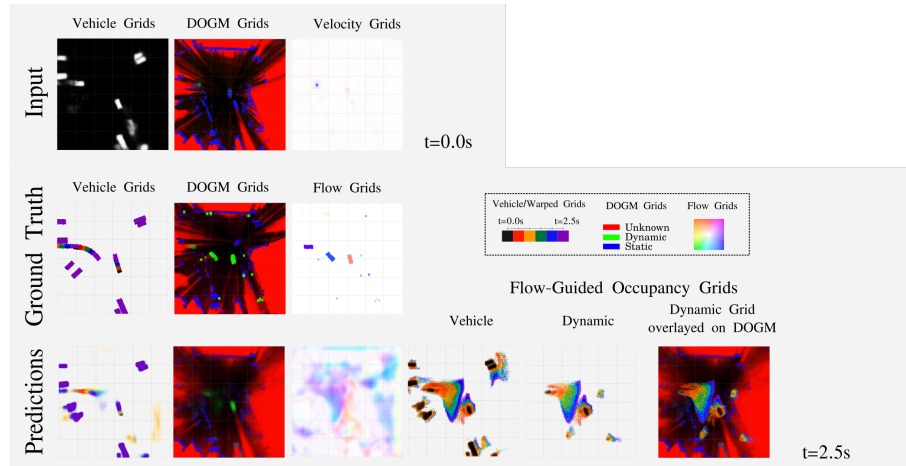 Vehicle Grids
DOGM Grids
Velocity Grids
Input
t=0.0s
Vehicle Grids
DOGM Grids
Flow Grids
Ground Truth
Vehicle/Warped Grids
DOGM Grids
Flow Grids
t=0.0s
t=2.5s
Unknown
Dynamic
Static
Flow-Guided Occupancy Grids
Vehicle
Dynamic
Dynamic Grid
overlayed on DOGM
Predictions
t=2.5s